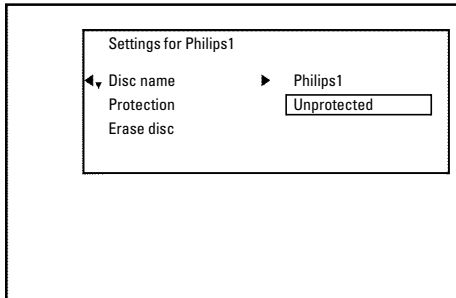 Settings for Philips1
Disc name Philips1
Protection Unprotected
Erase disc